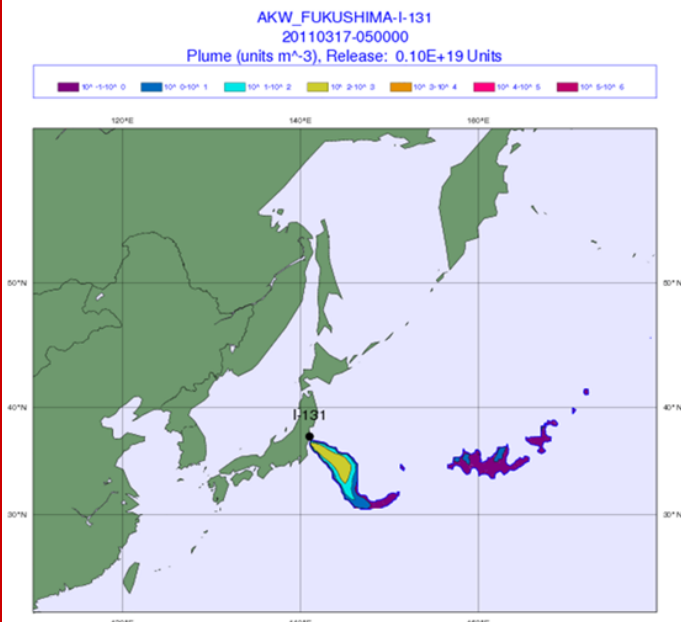 AKW_FUKUSHIMA-I-131
20110317-050000
Plume (units m^-3), Release: 0.10E+19 Units
10^ -1-10^ 0 10^ 0-10^ 1 10^ 1-10^ 2 10^ 2-10^ 3 10^ 3-10^ 4 10^ 4-10^ 5 10^ 5-10^ 6
120°E 140°E 160°E
50°N 50°N
40°N 40°N
I-131
30°N 30°N